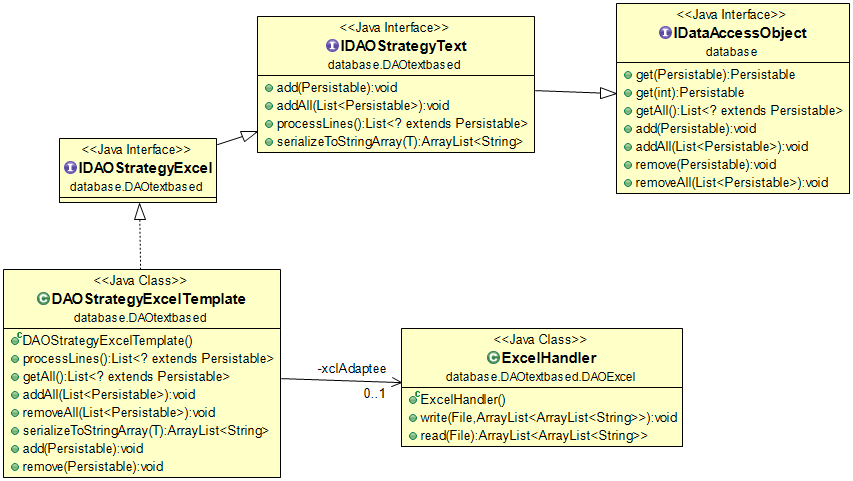 <<Java Interface>>
IDAOStrategyText
database.DAOtextbased
add(Persistable):void
addAll(List<Persistable>):void
processLines():List<? extends Persistable>
serializeToStringArray(T):ArrayList<String>
<<Java Interface>>
IDataAccessObject
database
get(Persistable):Persistable
get(int):Persistable
getAll():List<? extends Persistable>
add(Persistable):void
addAll(List<Persistable>):void
remove(Persistable):void
removeAll(List<Persistable>):void
<<Java Interface>>
IDAOStrategyExcel
database.DAOtextbased
<<Java Class>>
DAOStrategyExcelTemplate
database.DAOtextbased
DAOStrategyExcelTemplate()
processLines():List<? extends Persistable>
getAll():List<? extends Persistable>
addAll(List<Persistable>):void
removeAll(List<Persistable>):void
serializeToStringArray(T):ArrayList<String>
add(Persistable):void
remove(Persistable):void
-xclAdaptee
0..1
<<Java Class>>
ExcelHandler
database.DAOtextbased.DAOExcel
ExcelHandler()
write(File,ArrayList<ArrayList<String>>):void
read(File):ArrayList<ArrayList<String>>